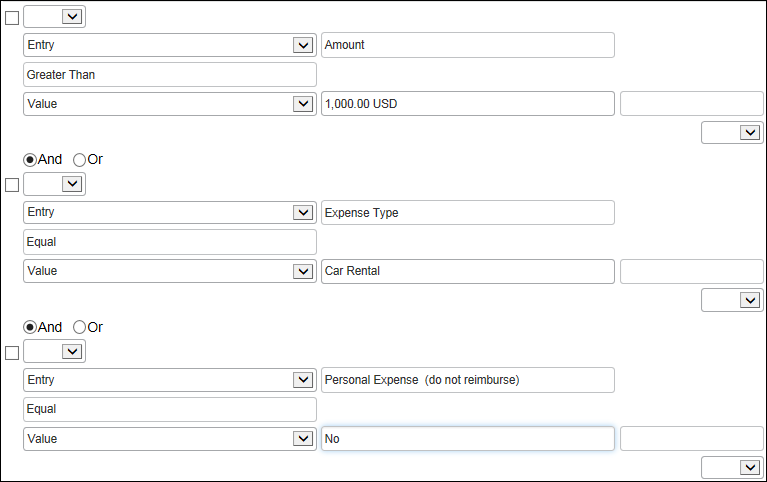 Entry Amount
Greater Than
Value 1,000.00 USD
And Or
Entry Expense Type
Equal
Value Car Rental
And Or
Entry Personal Expense (do not reimburse)
Equal
Value No